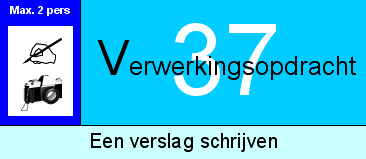 Max. 2 pers
37
Verwerkingsopdracht
Een verslag schrijven